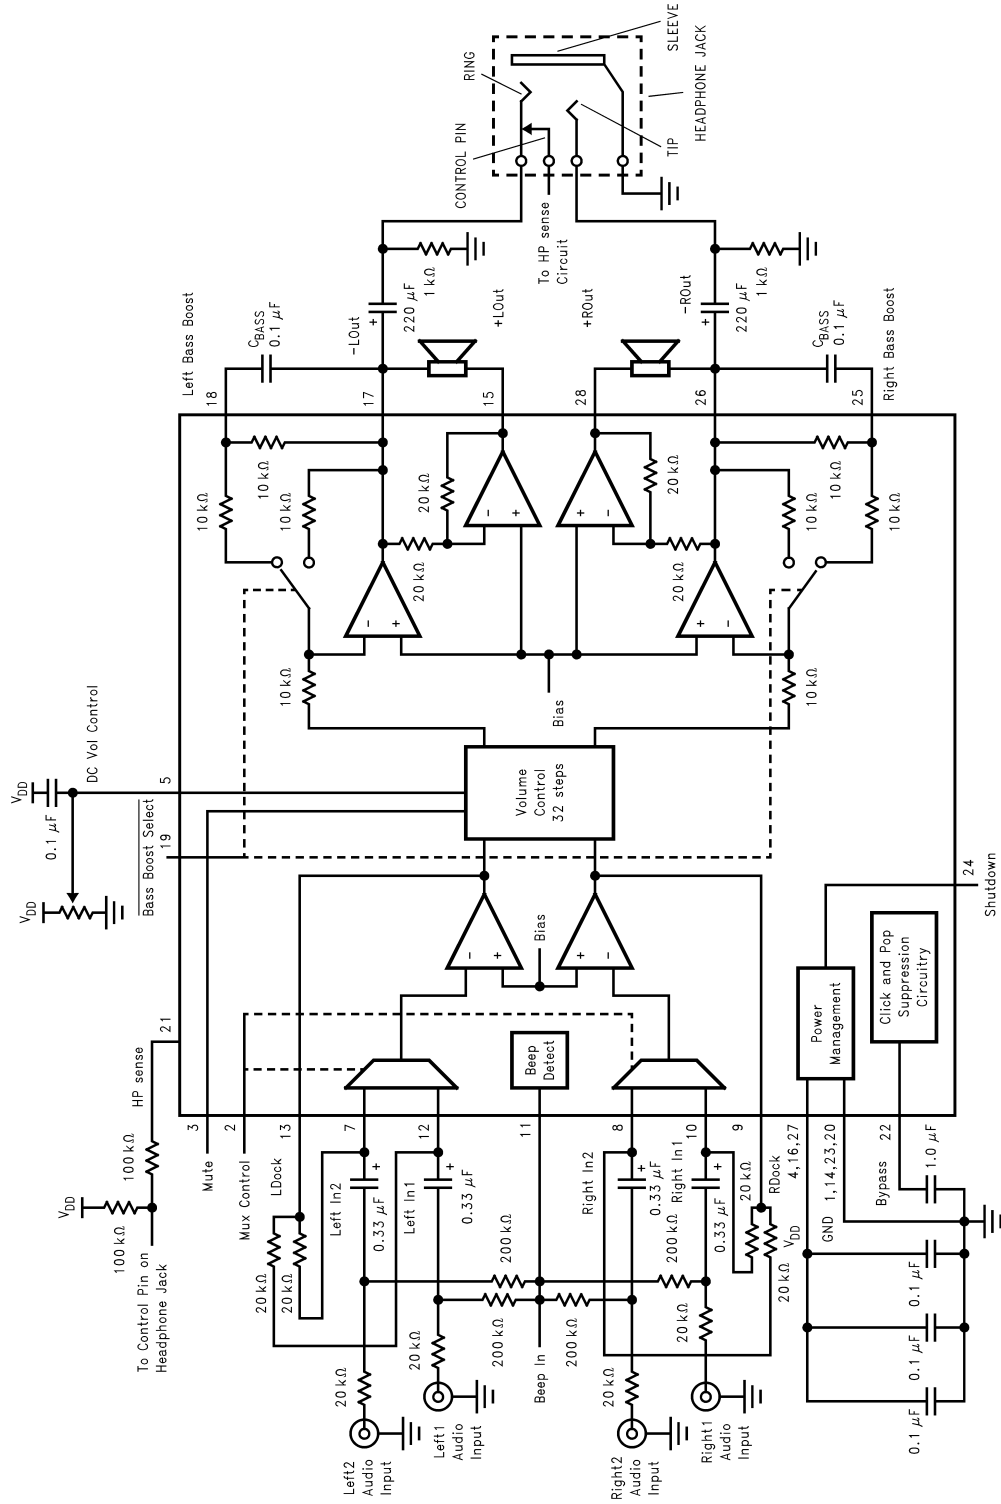 To Control Pin on
Headphone Jack
100 kΩ
VDD
100 kΩ
HP sense
21
VDD
VDD
0.1 μF
DC Vol Control
5
Bass Boost Select
19
3
Mute
2
Mux Control
13
LDock
20 kΩ
20 kΩ
7
Left In2
0.33 μF
+
12
Left In1
0.33 μF
+
20 kΩ
Left2
Audio
Input
20 kΩ
Left1
Audio
Input
11
Beep In
200 kΩ
200 kΩ
200 kΩ
200 kΩ
8
Right In2
0.33 μF
+
10
Right In1
0.33 μF
+
9
RDock
20 kΩ
20 kΩ
20 kΩ
Right2
Audio
Input
20 kΩ
Right1
Audio
Input
4,16,27
VDD
1,14,23,20
GND
22
Bypass
1.0 μF
0.1 μF
0.1 μF
0.1 μF
Beep
Detect
Bias
−
+
+
−
Power
Management
Click and Pop
Suppression
Circuitry
24
Shutdown
Volume
Control
32 steps
10 kΩ
10 kΩ
10 kΩ
10 kΩ
−
+
20 kΩ
20 kΩ
−
+
Bias
+
−
20 kΩ
20 kΩ
+
−
10 kΩ
10 kΩ
10 kΩ
10 kΩ
18
Left Bass Boost
CBASS
0.1 μF
17
−LOut
+
220 μF
1 kΩ
15
+LOut
28
+ROut
26
−ROut
+
220 μF
1 kΩ
25
Right Bass Boost
CBASS
0.1 μF
To HP sense
Circuit
CONTROL PIN
RING
TIP
SLEEVE
HEADPHONE JACK